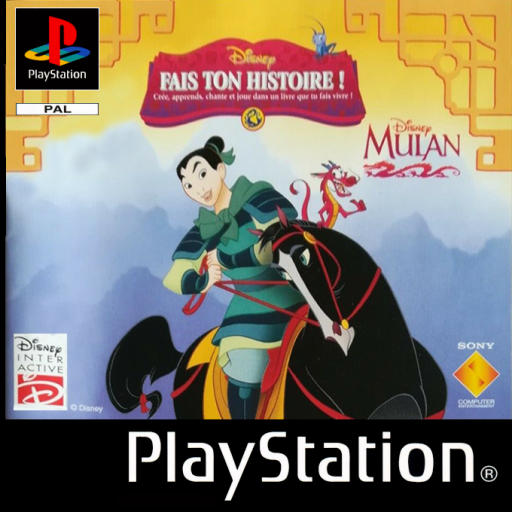 PlayStation
PAL
Disney
FAIS TON HISTOIRE !
Crée, apprends, chante et joue dans un livre que tu fais vivre !
Disney
MULAN
Disney
INTER
ACTIVE
© Disney
SONY
COMPUTER
ENTERTAINMENT
PlayStation®